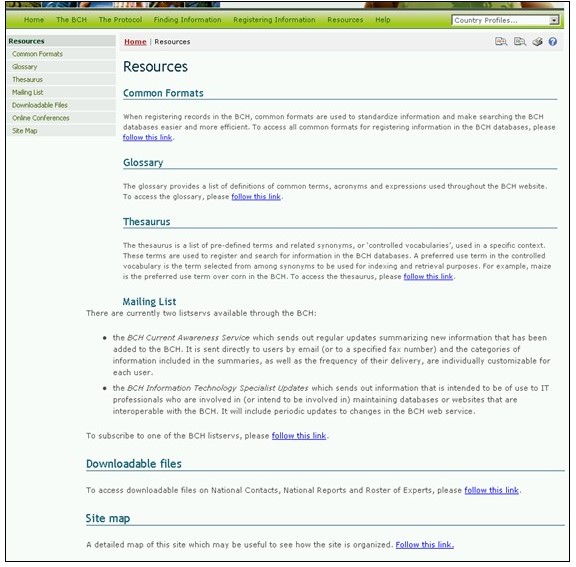 Home The BCH The Protocol Finding Information Registering Information Resources Help Country Profiles...
Resources
Common Formats
Glossary
Thesaurus
Mailing List
Downloadable Files
Online Conferences
Site Map
Home | Resources
Resources
Common Formats
When registering records in the BCH, common formats are used to standardize information and make searching the BCH
databases easier and more efficient. To access all common formats for registering information in the BCH databases, please
follow this link.
Glossary
The glossary provides a list of definitions of common terms, acronyms and expressions used throughout the BCH website.
To access the glossary, please follow this link.
Thesaurus
The thesaurus is a list of pre-defined terms and related synonyms, or 'controlled vocabularies', used in a specific context.
These terms are used to register and search for information in the BCH databases. A preferred use term in the controlled
vocabulary is the term selected from among synonyms to be used for indexing and retrieval purposes. For example, maize
is the preferred use term over corn in the BCH. To access the thesaurus, please follow this link.
Mailing List
There are currently two listservs available through the BCH:
• the BCH Current Awareness Service which sends out regular updates summarizing new information that has been
added to the BCH. It is sent directly to users by email (or to a specified fax number) and the categories of
information included in the summaries, as well as the frequency of their delivery, are individually customizable for
each user.
• the BCH Information Technology Specialist Updates which sends out information that is intended to be of use to IT
professionals who are involved in (or intend to be involved in) maintaining databases or websites that are
interoperable with the BCH. It will include periodic updates to changes in the BCH web service.
To subscribe to one of the BCH listservs, please follow this link.
Downloadable files
To access downloadable files on National Contacts, National Reports and Roster of Experts, please follow this link.
Site map
A detailed map of this site which may be useful to see how the site is organized. Follow this link.